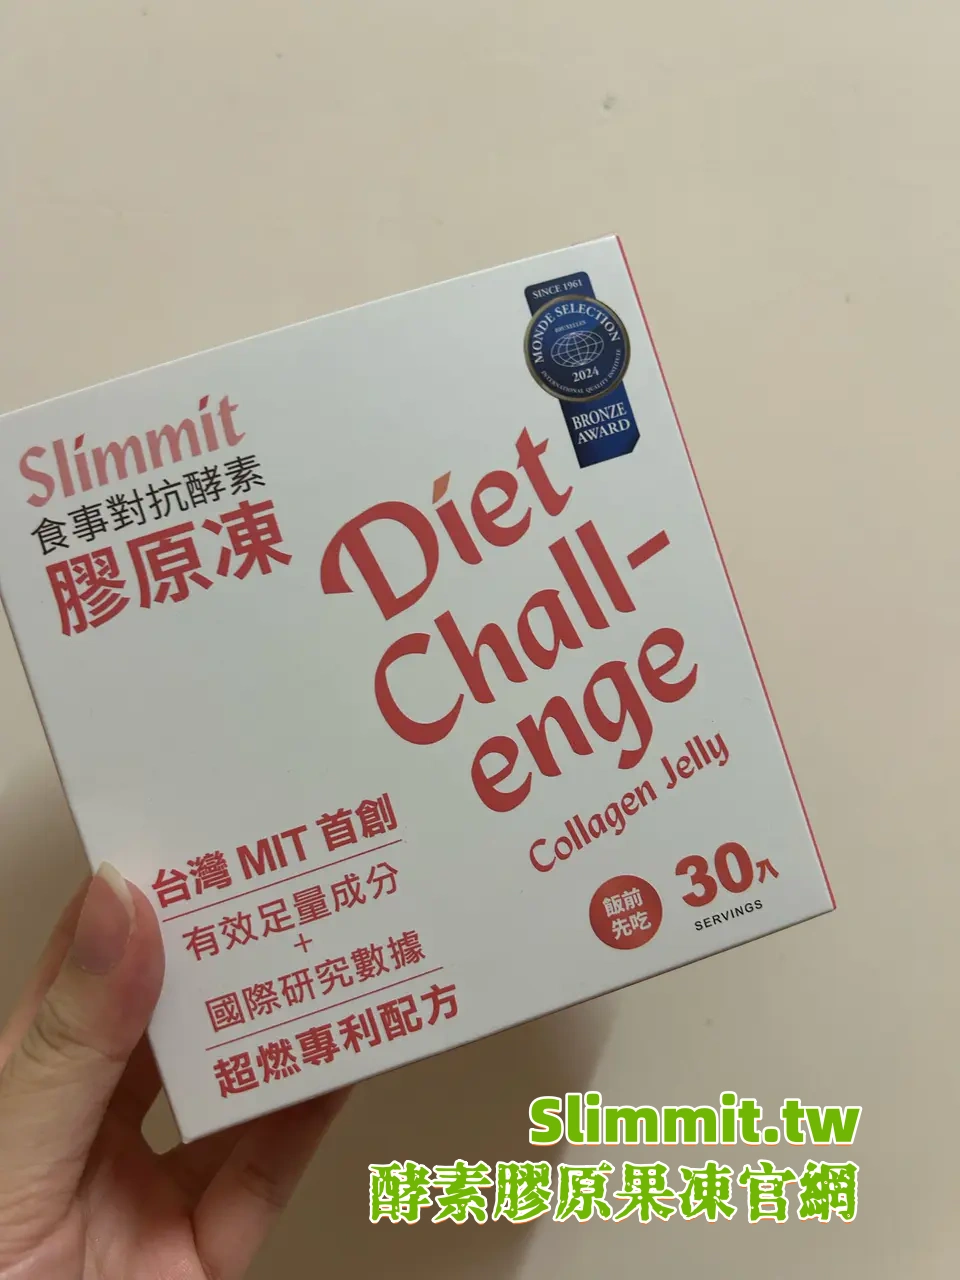 SINCE 1961
MONDE SELECTION
BRUXELLES
2024
INTERNATIONAL QUALITY INSTITUTE
BRONZE
AWARD
Slimmit
食事對抗酵素
膠原凍
Diet
Chall-
enge
Collagen Jelly
台灣 MIT 首創
有效足量成分
+
國際研究數據
超燃專利配方
飯前
先吃
30入
SERVINGS
Slimmit.tw
酵素膠原果凍官網